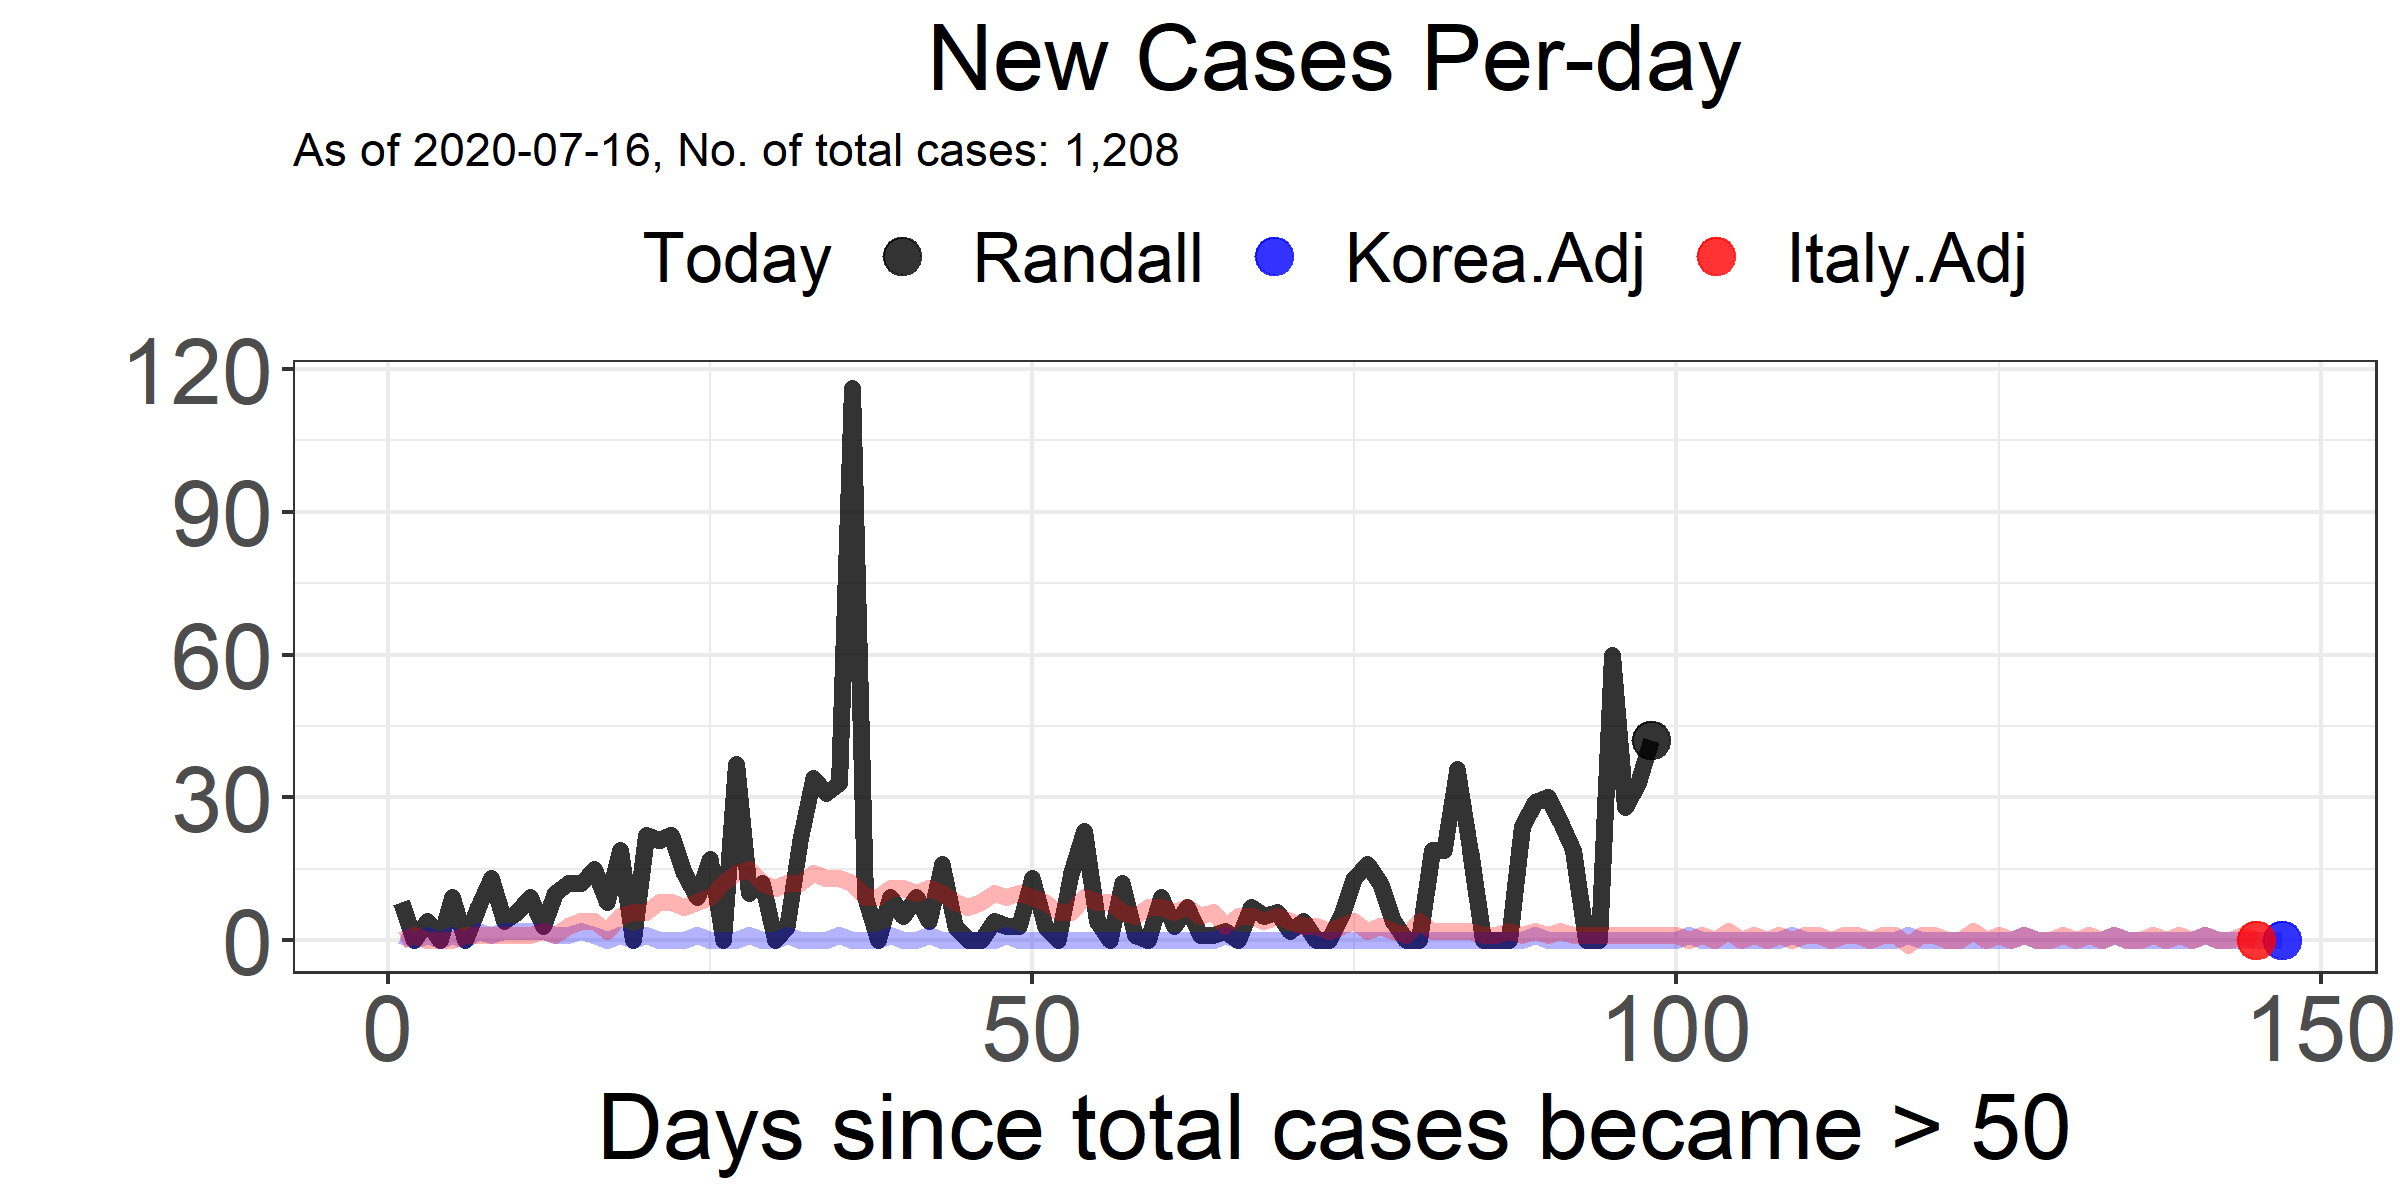 New Cases Per-day
As of 2020-07-16, No. of total cases: 1,208
Today Randall Korea.Adj Italy.Adj
120
90
60
30
0
0 50 100 150
Days since total cases became > 50